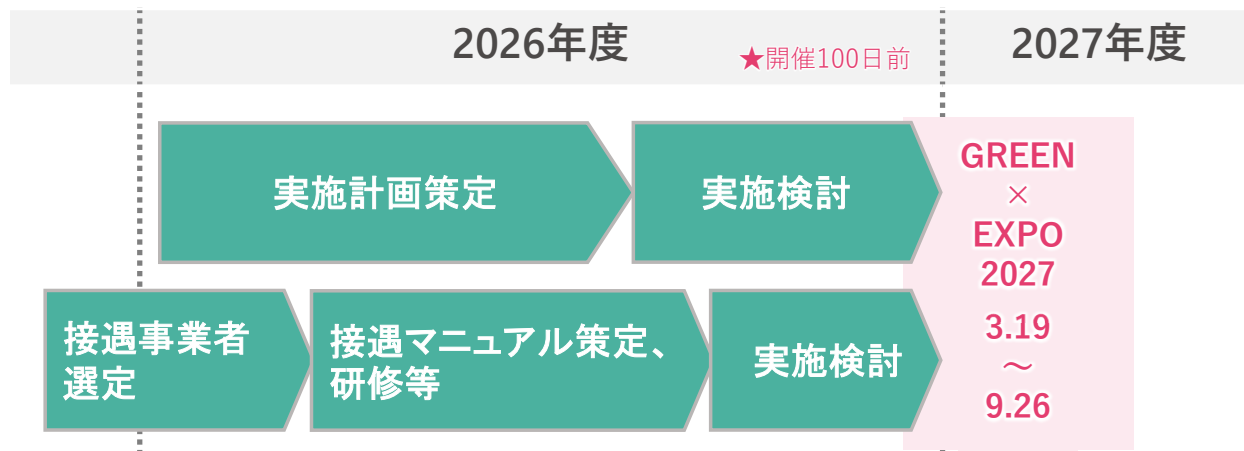 2026年度
★開催100日前
2027年度
実施計画策定
実施検討
GREEN
×
EXPO
2027
3.19
～
9.26
接遇事業者
選定
接遇マニュアル策定、
研修等
実施検討